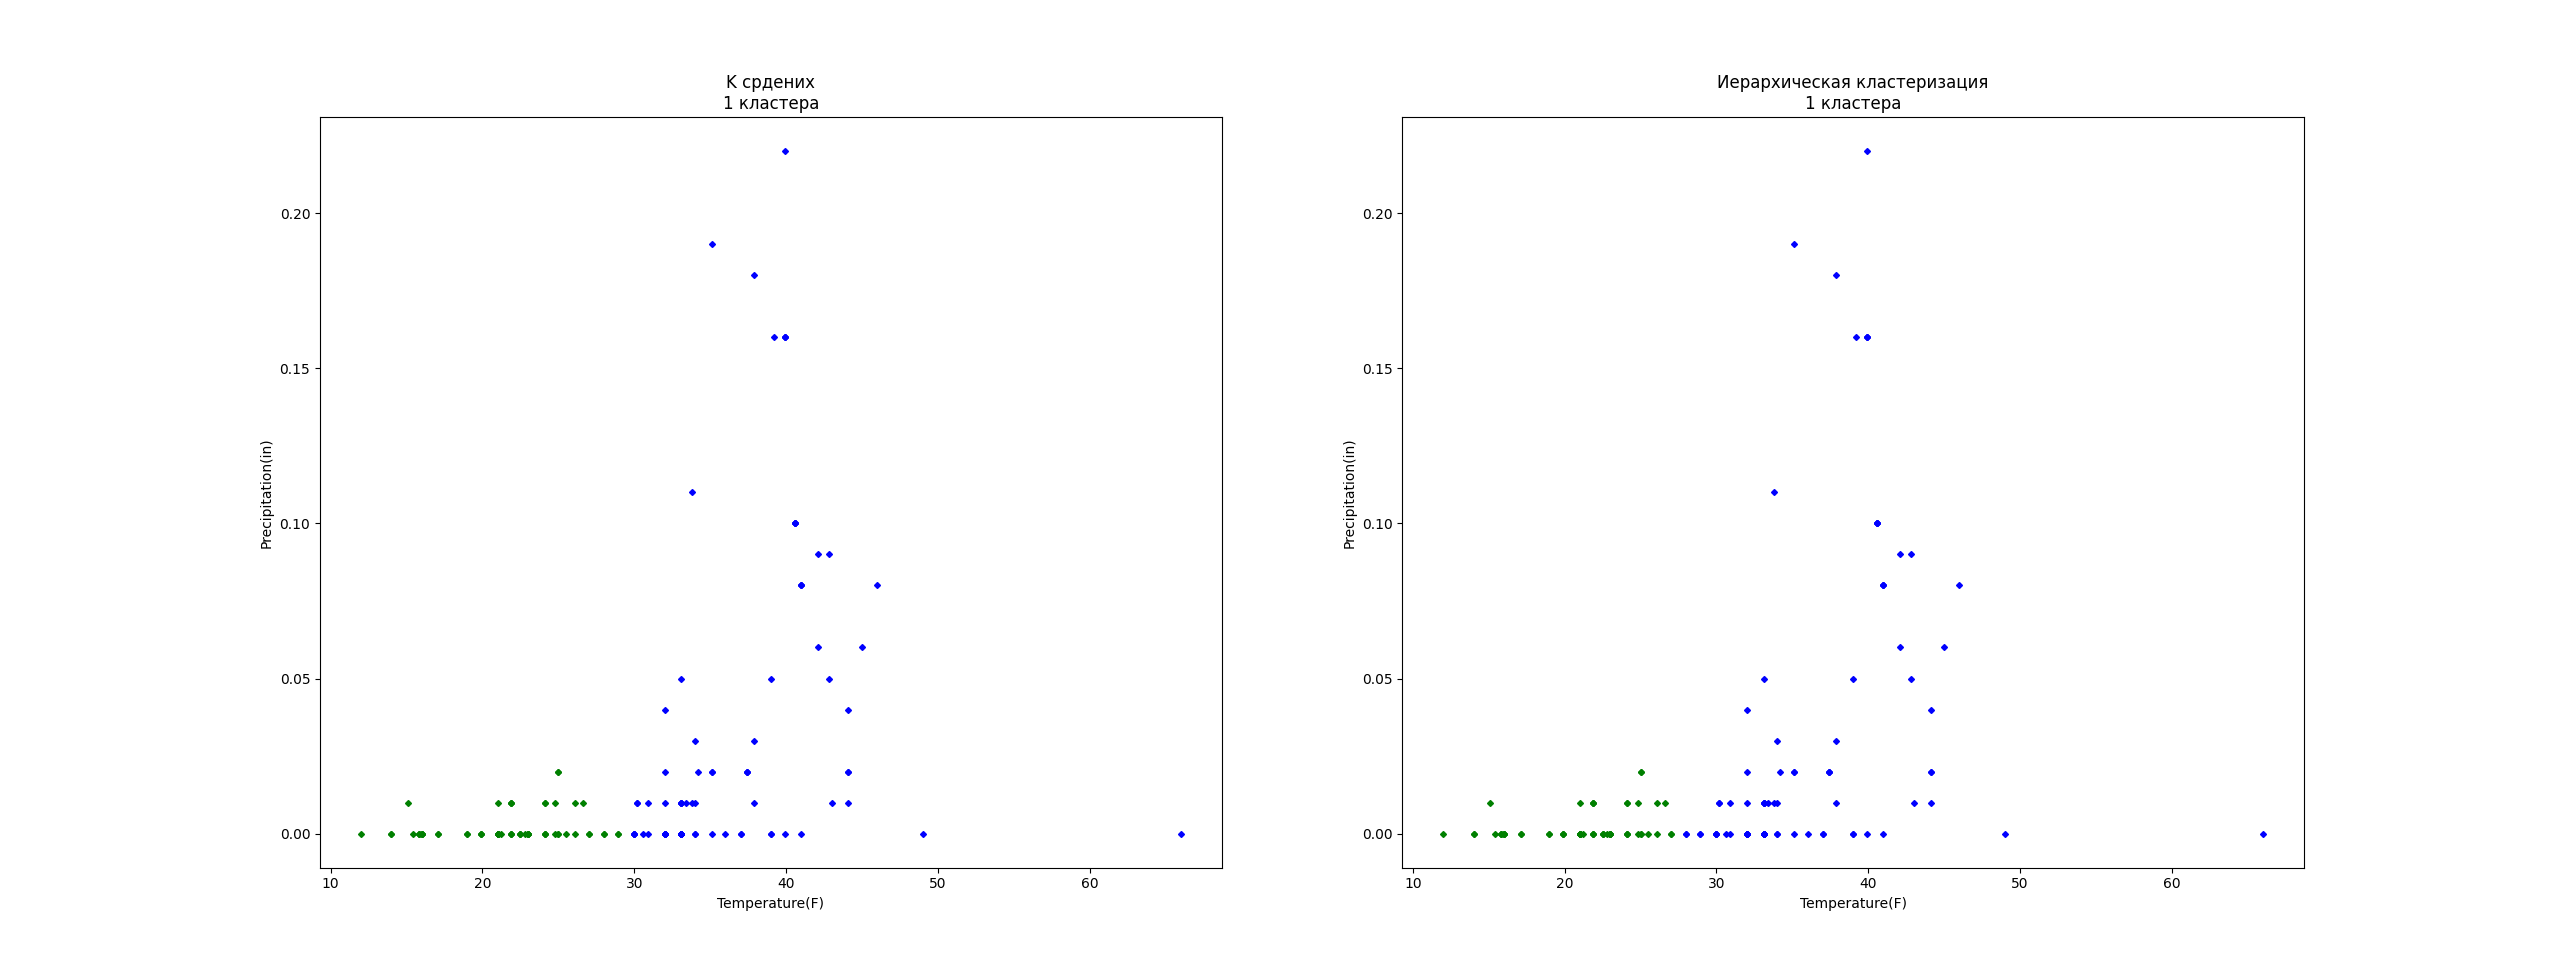 K срдених
1 кластера
0.20
0.15
0.10
0.05
0.00
Precipitation(in)
10 20 30 40 50 60
Temperature(F)
Иерархическая кластеризация
1 кластера
0.20
0.15
0.10
0.05
0.00
Precipitation(in)
10 20 30 40 50 60
Temperature(F)